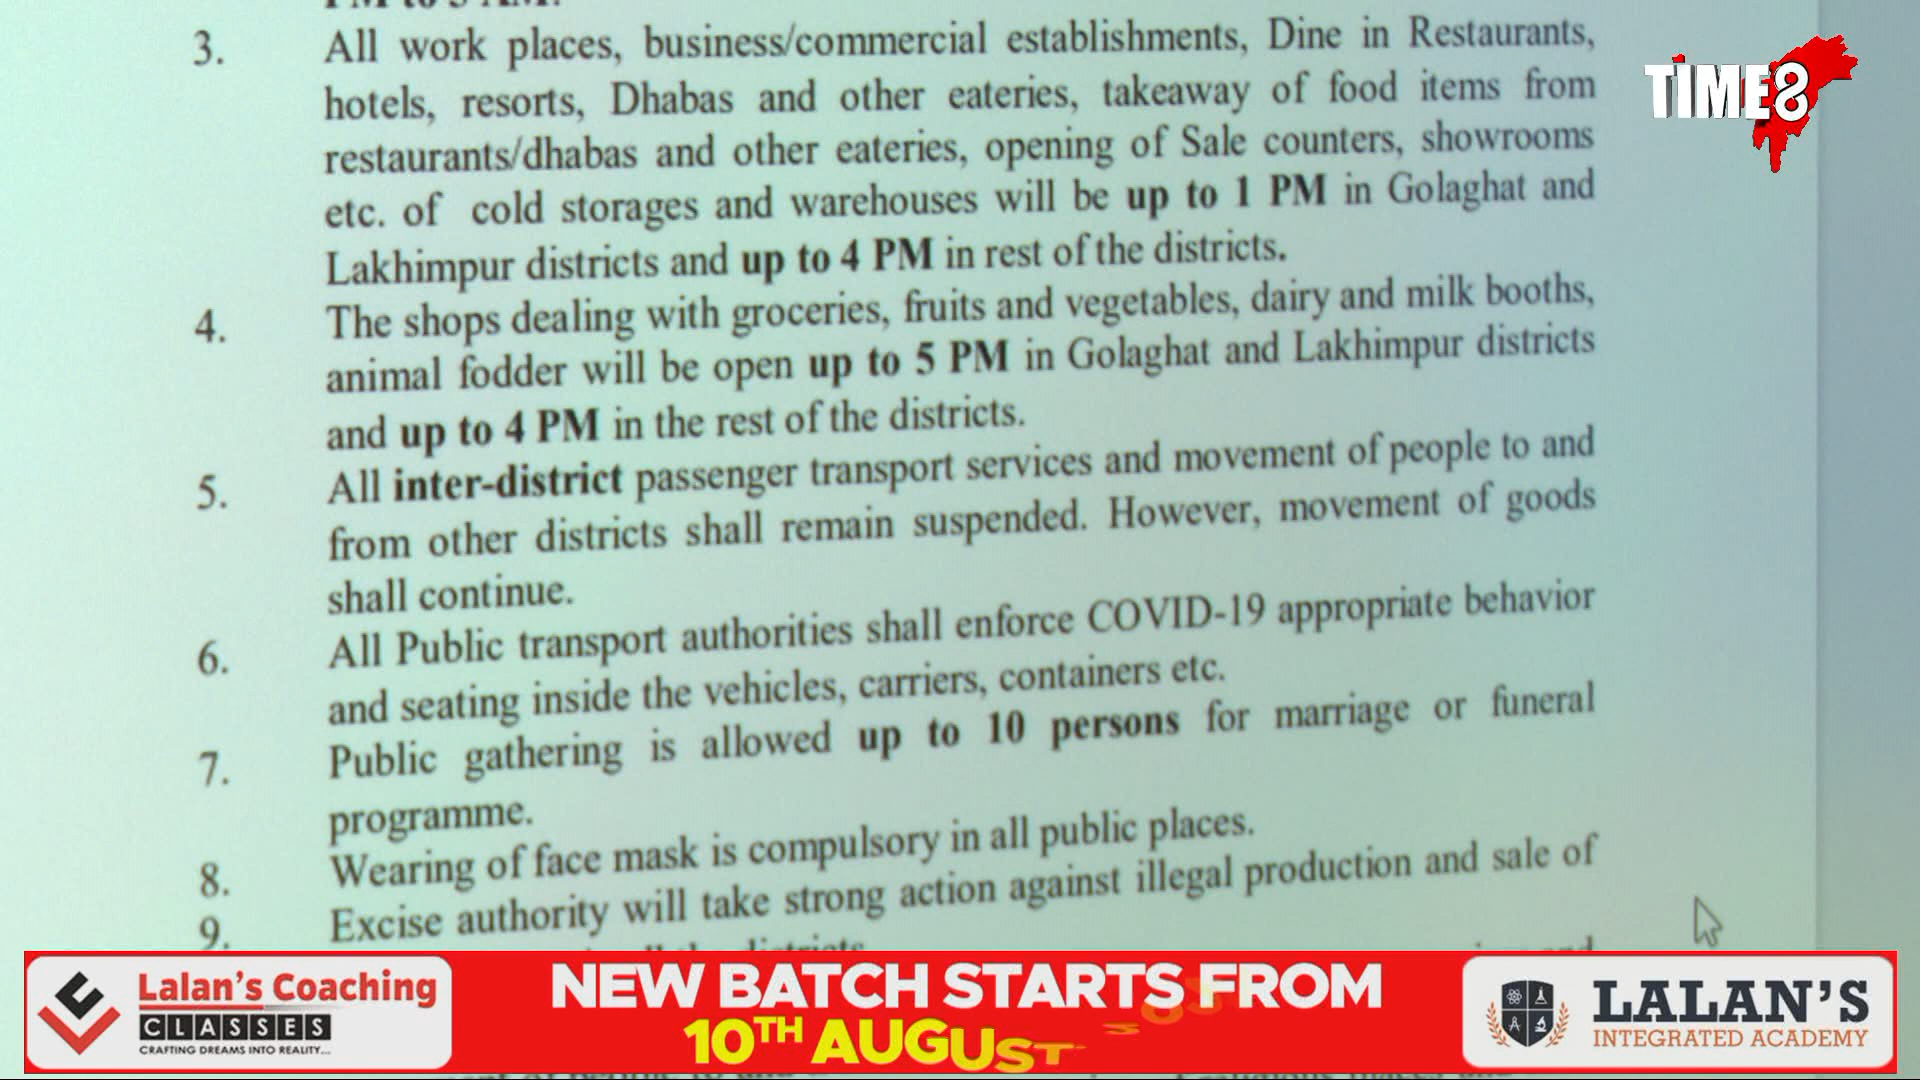 3. All work places, business/commercial establishments, Dine in Restaurants,
hotels, resorts, Dhabas and other eateries, takeaway of food items from
restaurants/dhabas and other eateries, opening of Sale counters, showrooms
etc. of cold storages and warehouses will be up to 1 PM in Golaghat and
Lakhimpur districts and up to 4 PM in rest of the districts.
4. The shops dealing with groceries, fruits and vegetables, dairy and milk booths,
animal fodder will be open up to 5 PM in Golaghat and Lakhimpur districts
and up to 4 PM in the rest of the districts.
5. All inter-district passenger transport services and movement of people to and
from other districts shall remain suspended. However, movement of goods
shall continue.
6. All Public transport authorities shall enforce COVID-19 appropriate behavior
and seating inside the vehicles, carriers, containers etc.
7. Public gathering is allowed up to 10 persons for marriage or funeral
programme.
8. Wearing of face mask is compulsory in all public places.
9. Excise authority will take strong action against illegal production and sale of
districts
TIME8
Lalan's Coaching
CLASSES
CRAFTING DREAMS INTO REALITY...
NEW BATCH STARTS FROM
10TH AUGUST
LALAN'S
INTEGRATED ACADEMY